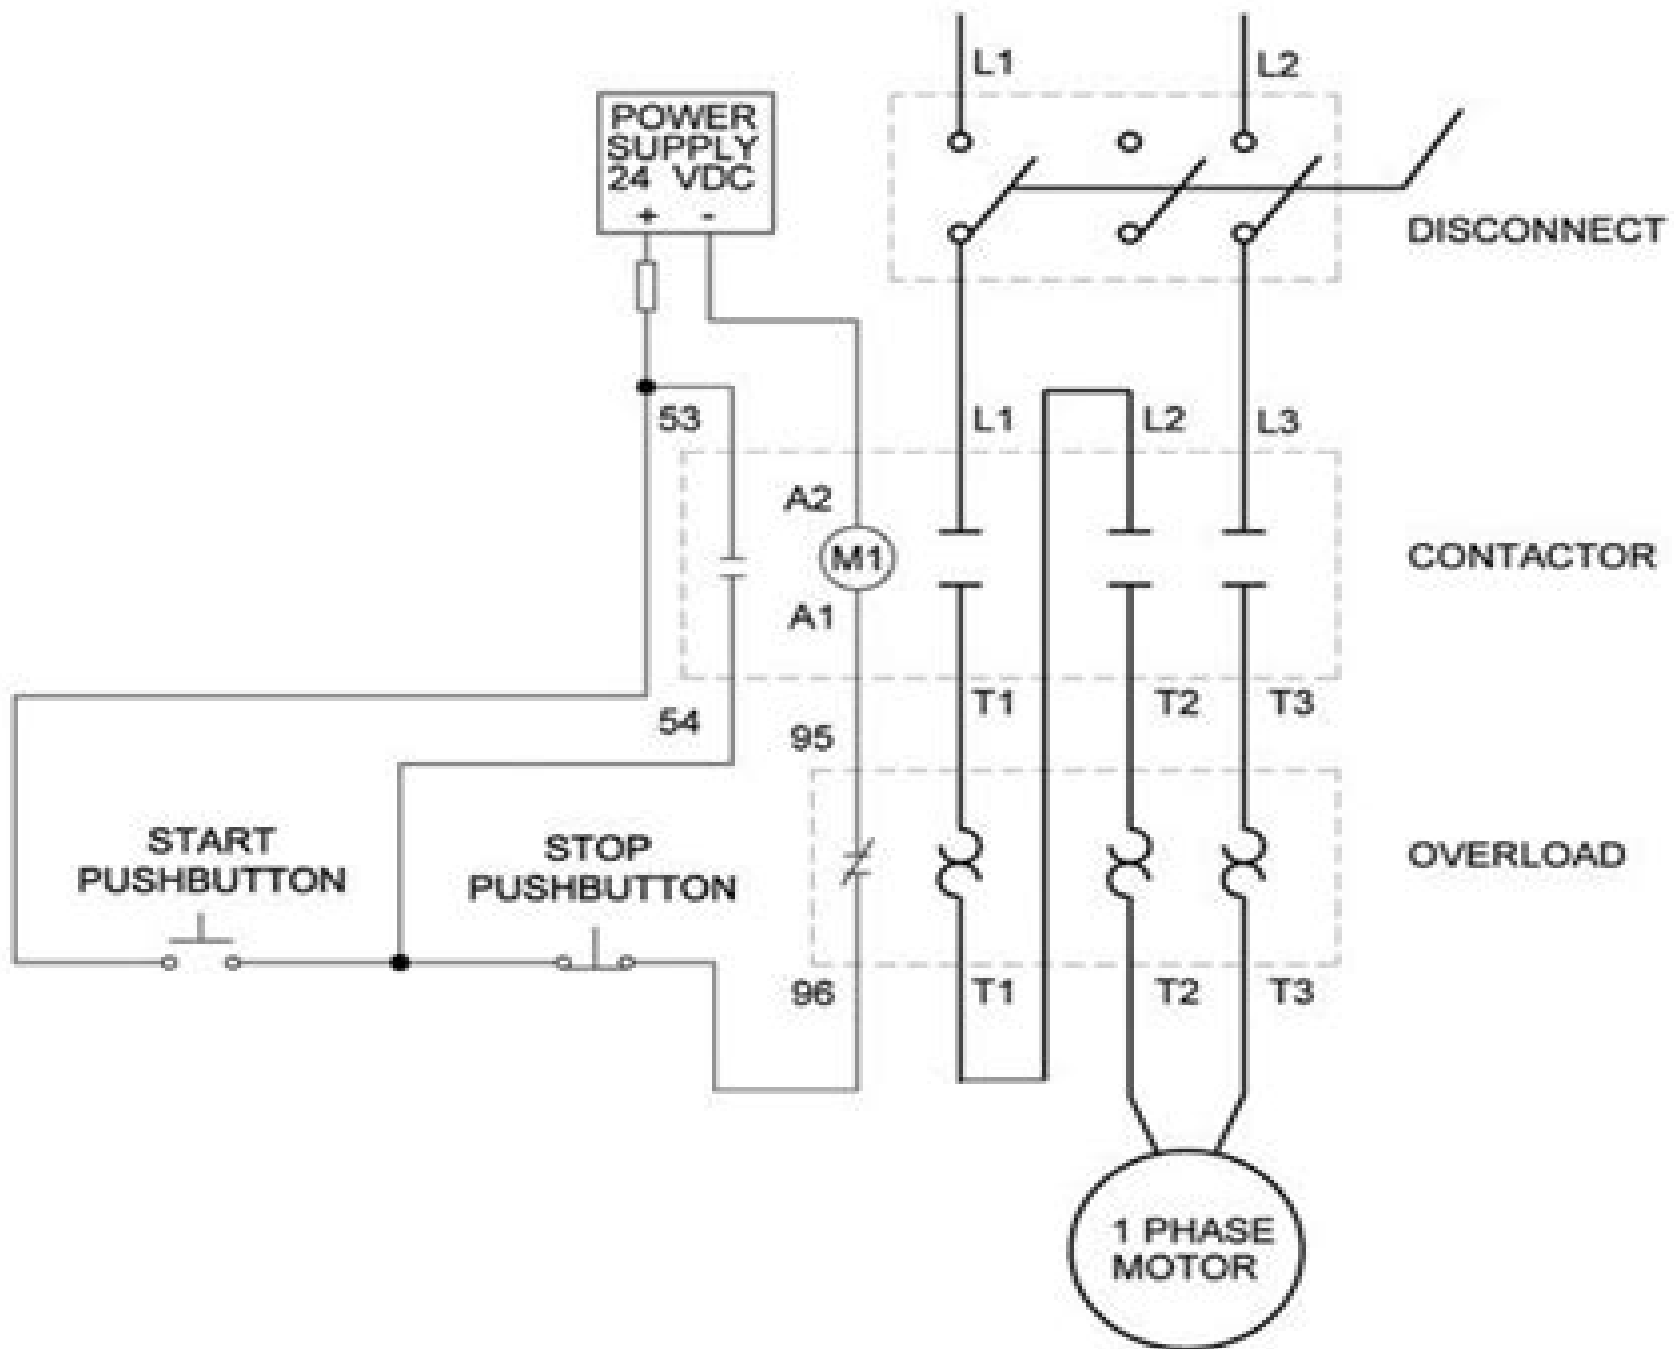 L1
L2
POWER
SUPPLY
24 VDC
+ -
DISCONNECT
53
L1
L2
L3
A2
M1
CONTACTOR
A1
T1
T2
T3
54
95
START
PUSHBUTTON
STOP
PUSHBUTTON
OVERLOAD
96
T1
T2
T3
1 PHASE
MOTOR